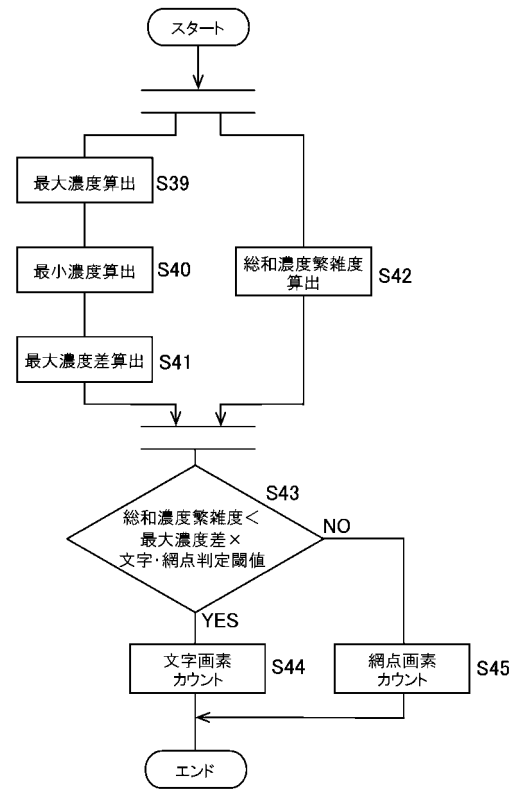 スタート
最大濃度算出
S39
最小濃度算出
S40
最大濃度差算出
S41
総和濃度繁雑度
算出
S42
S43
総和濃度繁雑度＜
最大濃度差×
文字・網点判定閾値
NO
YES
文字画素
カウント
S44
網点画素
カウント
S45
エンド